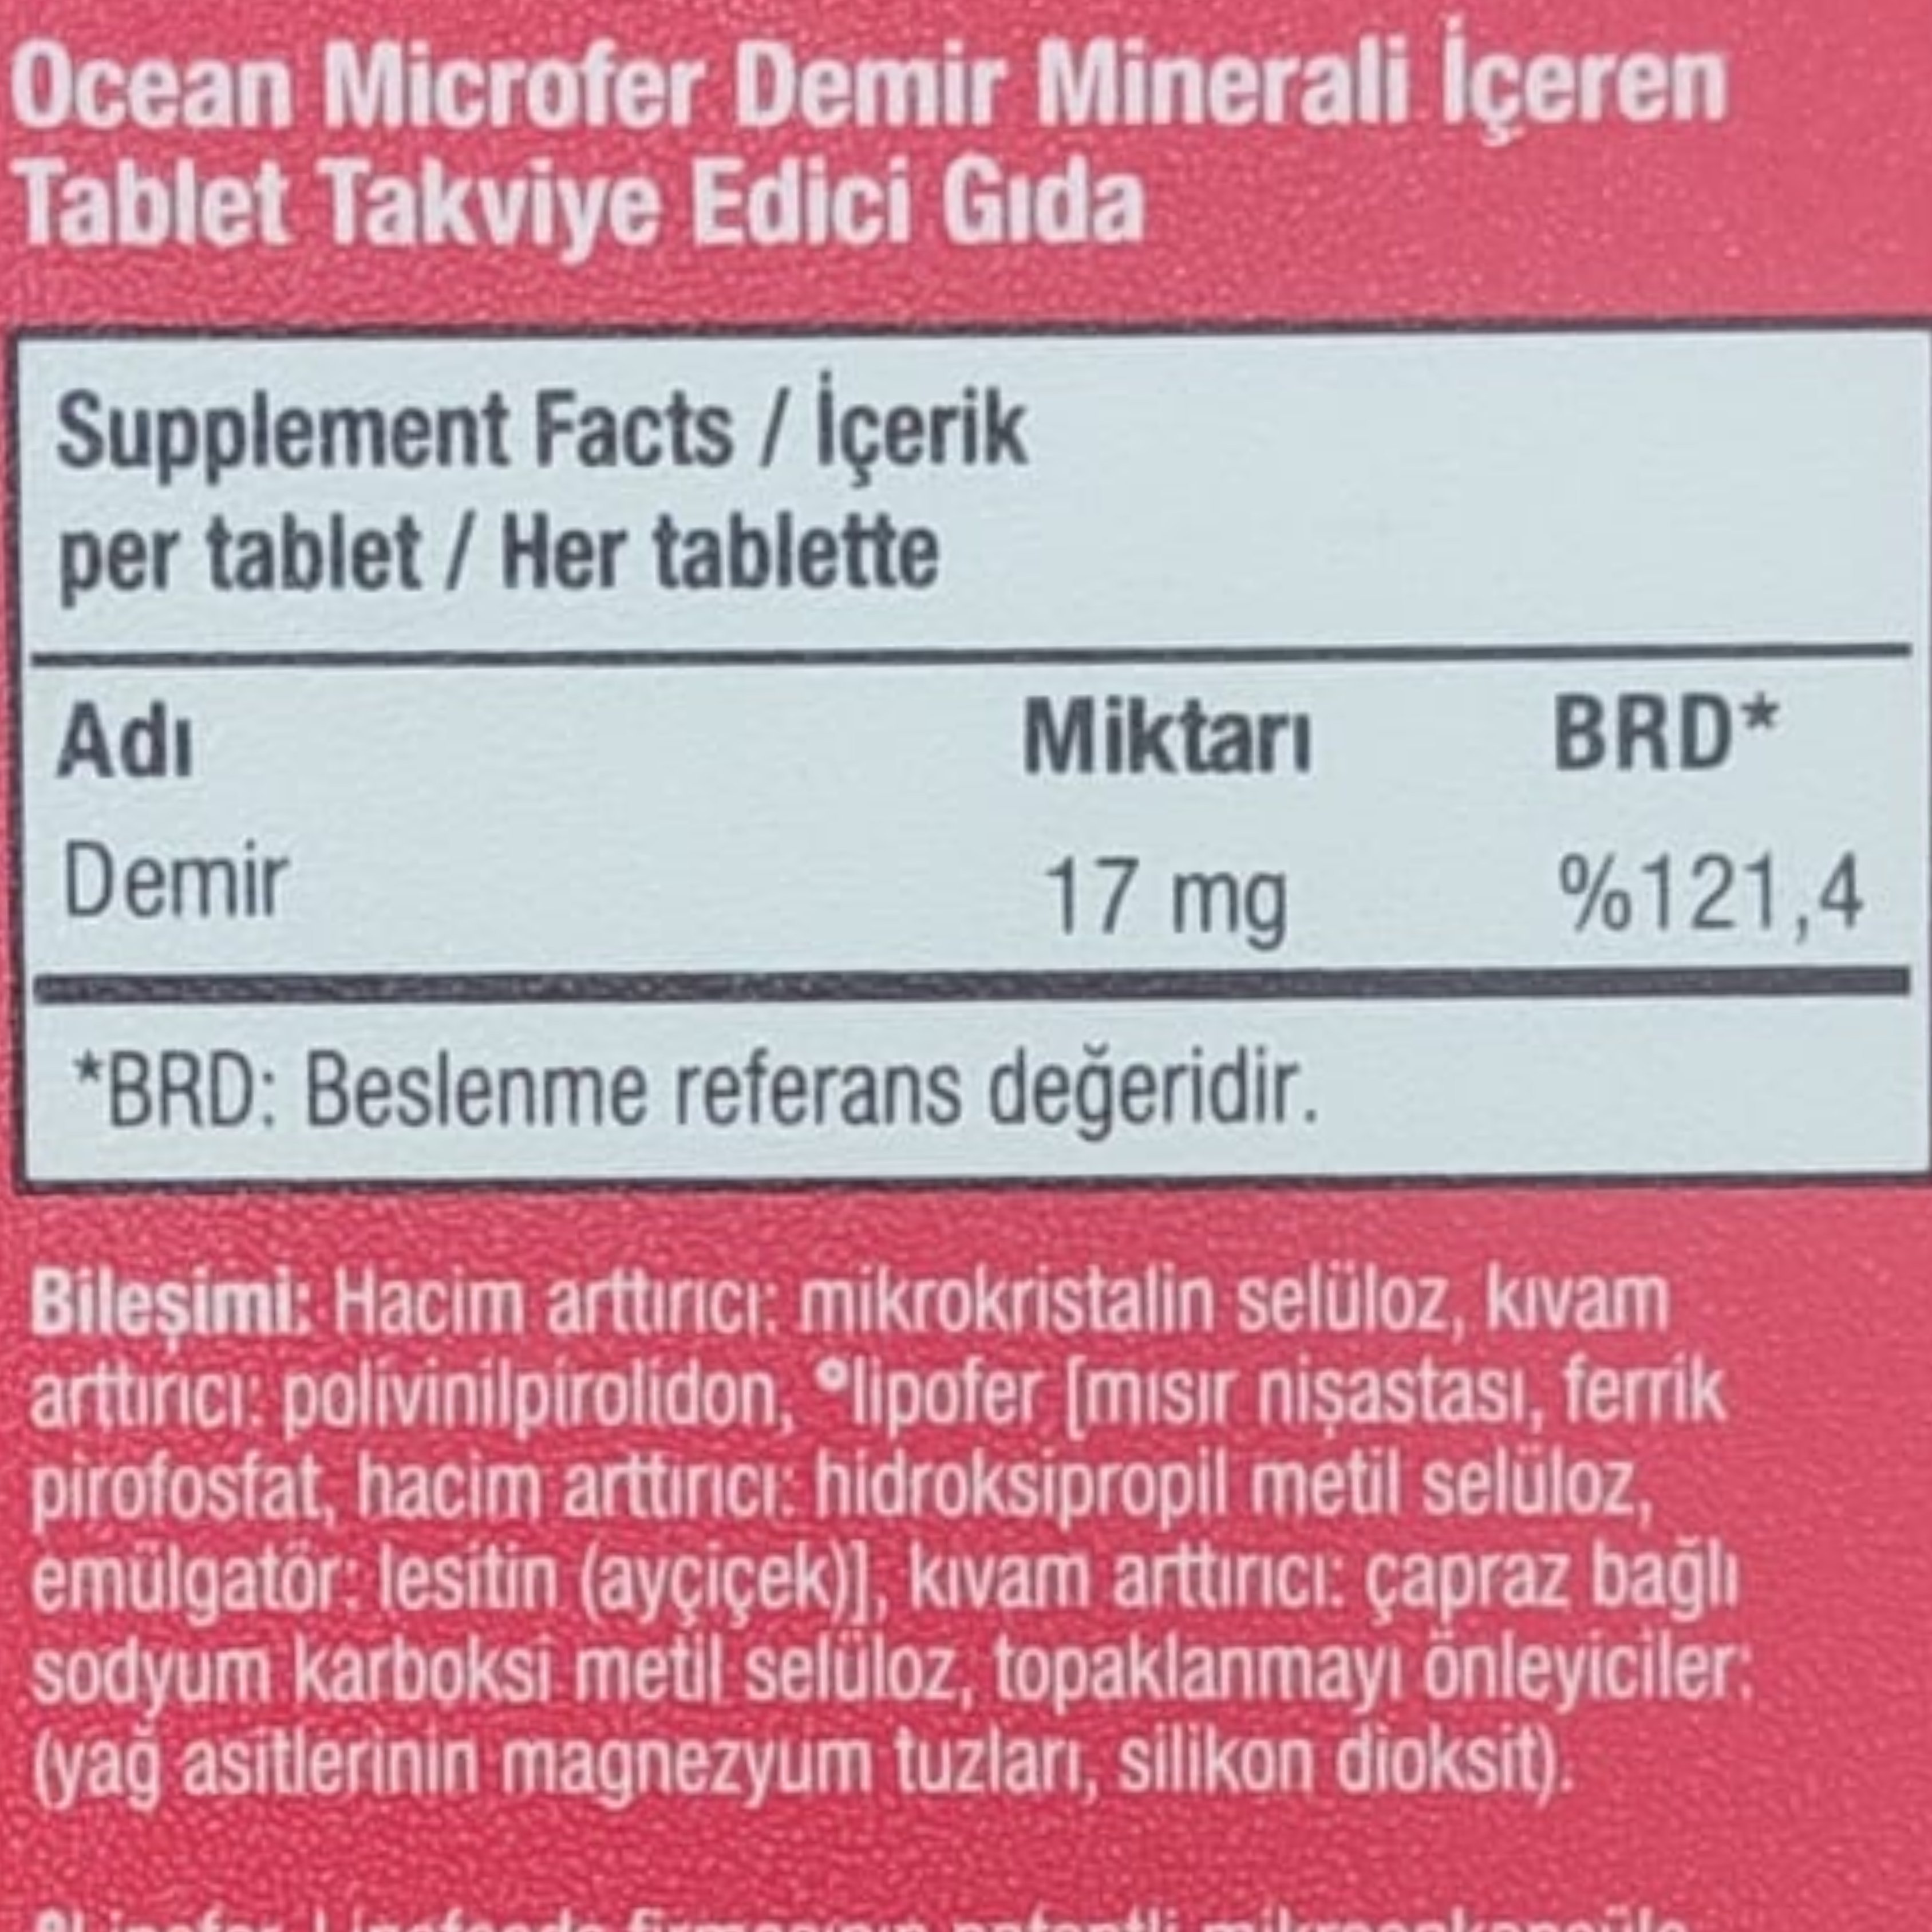 Ocean Microfer Demir Minerali İçeren
Tablet Takviye Edici Gıda
Supplement Facts / İçerik
per tablet / Her tablette
Adı Miktarı BRD*
Demir 17 mg %121,4
*BRD: Beslenme referans değeridir.
Bileşimi: Hacim arttırıcı: mikrokristalin selüloz, kıvam
arttırıcı: polivinilpirolidon, °lipofer [mısır nişastası, ferrik
pirofosfat, hacim arttırıcı: hidroksipropil metil selüloz,
emülgatör: lesitin (ayçiçek)], kıvam arttırıcı: çapraz bağlı
sodyum karboksi metil selüloz, topaklanmayı önleyiciler:
(yağ asitlerinin magnezyum tuzları, silikon dioksit).